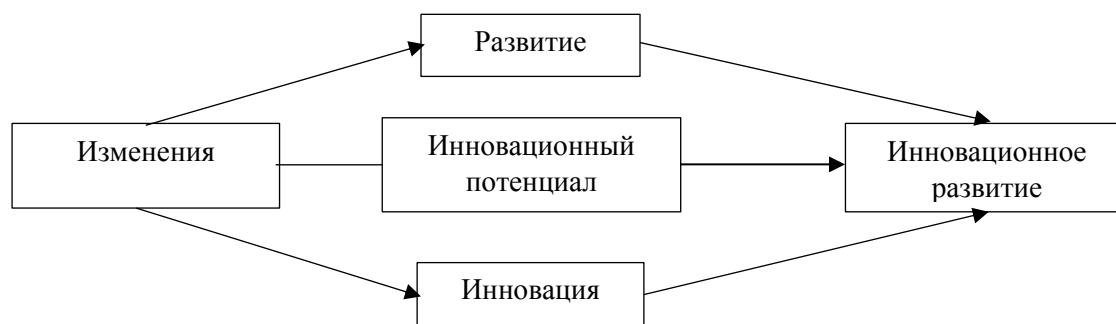 Развитие
Изменения
Инновационный
потенциал
Инновационное
развитие
Инновация